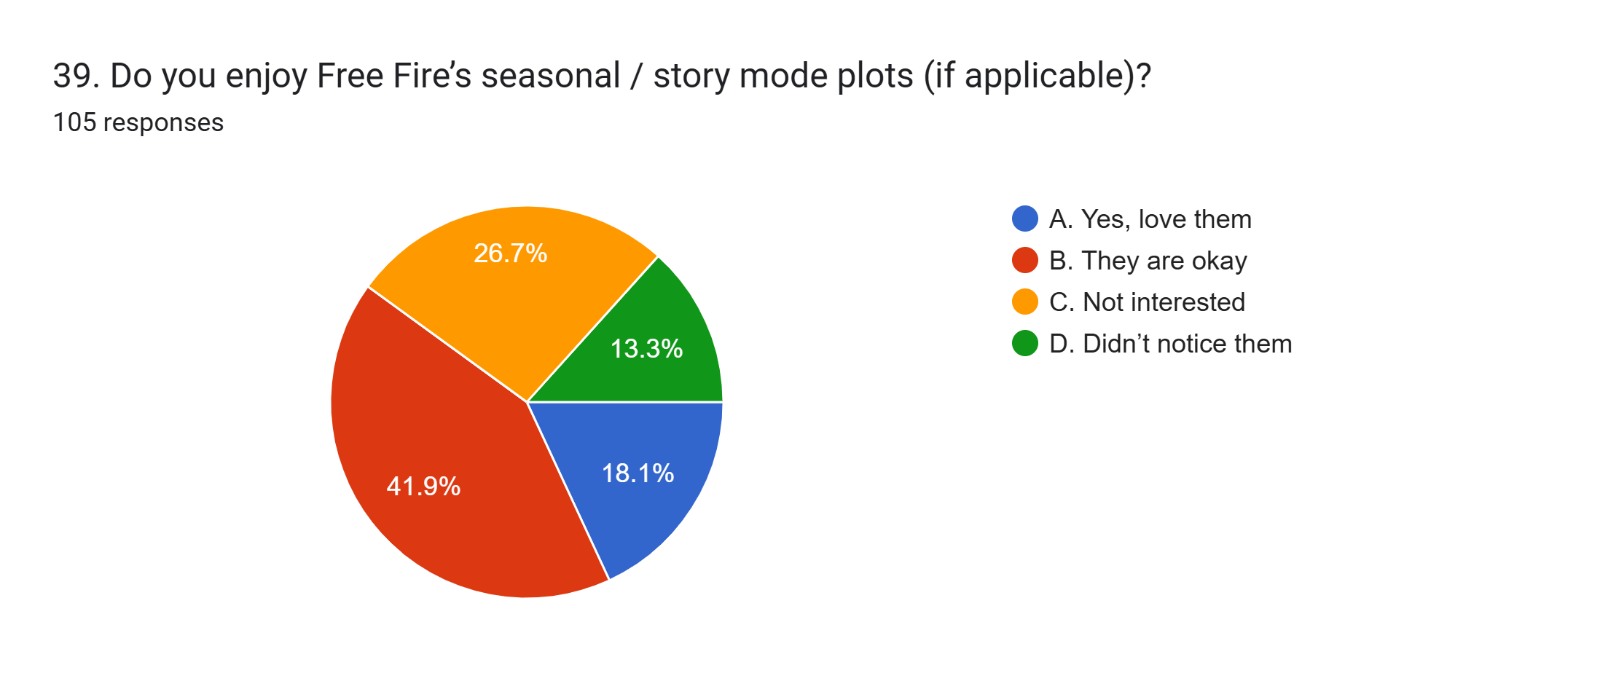 39. Do you enjoy Free Fire’s seasonal / story mode plots (if applicable)?
105 responses
26.7%
13.3%
18.1%
41.9%
A. Yes, love them
B. They are okay
C. Not interested
D. Didn’t notice them